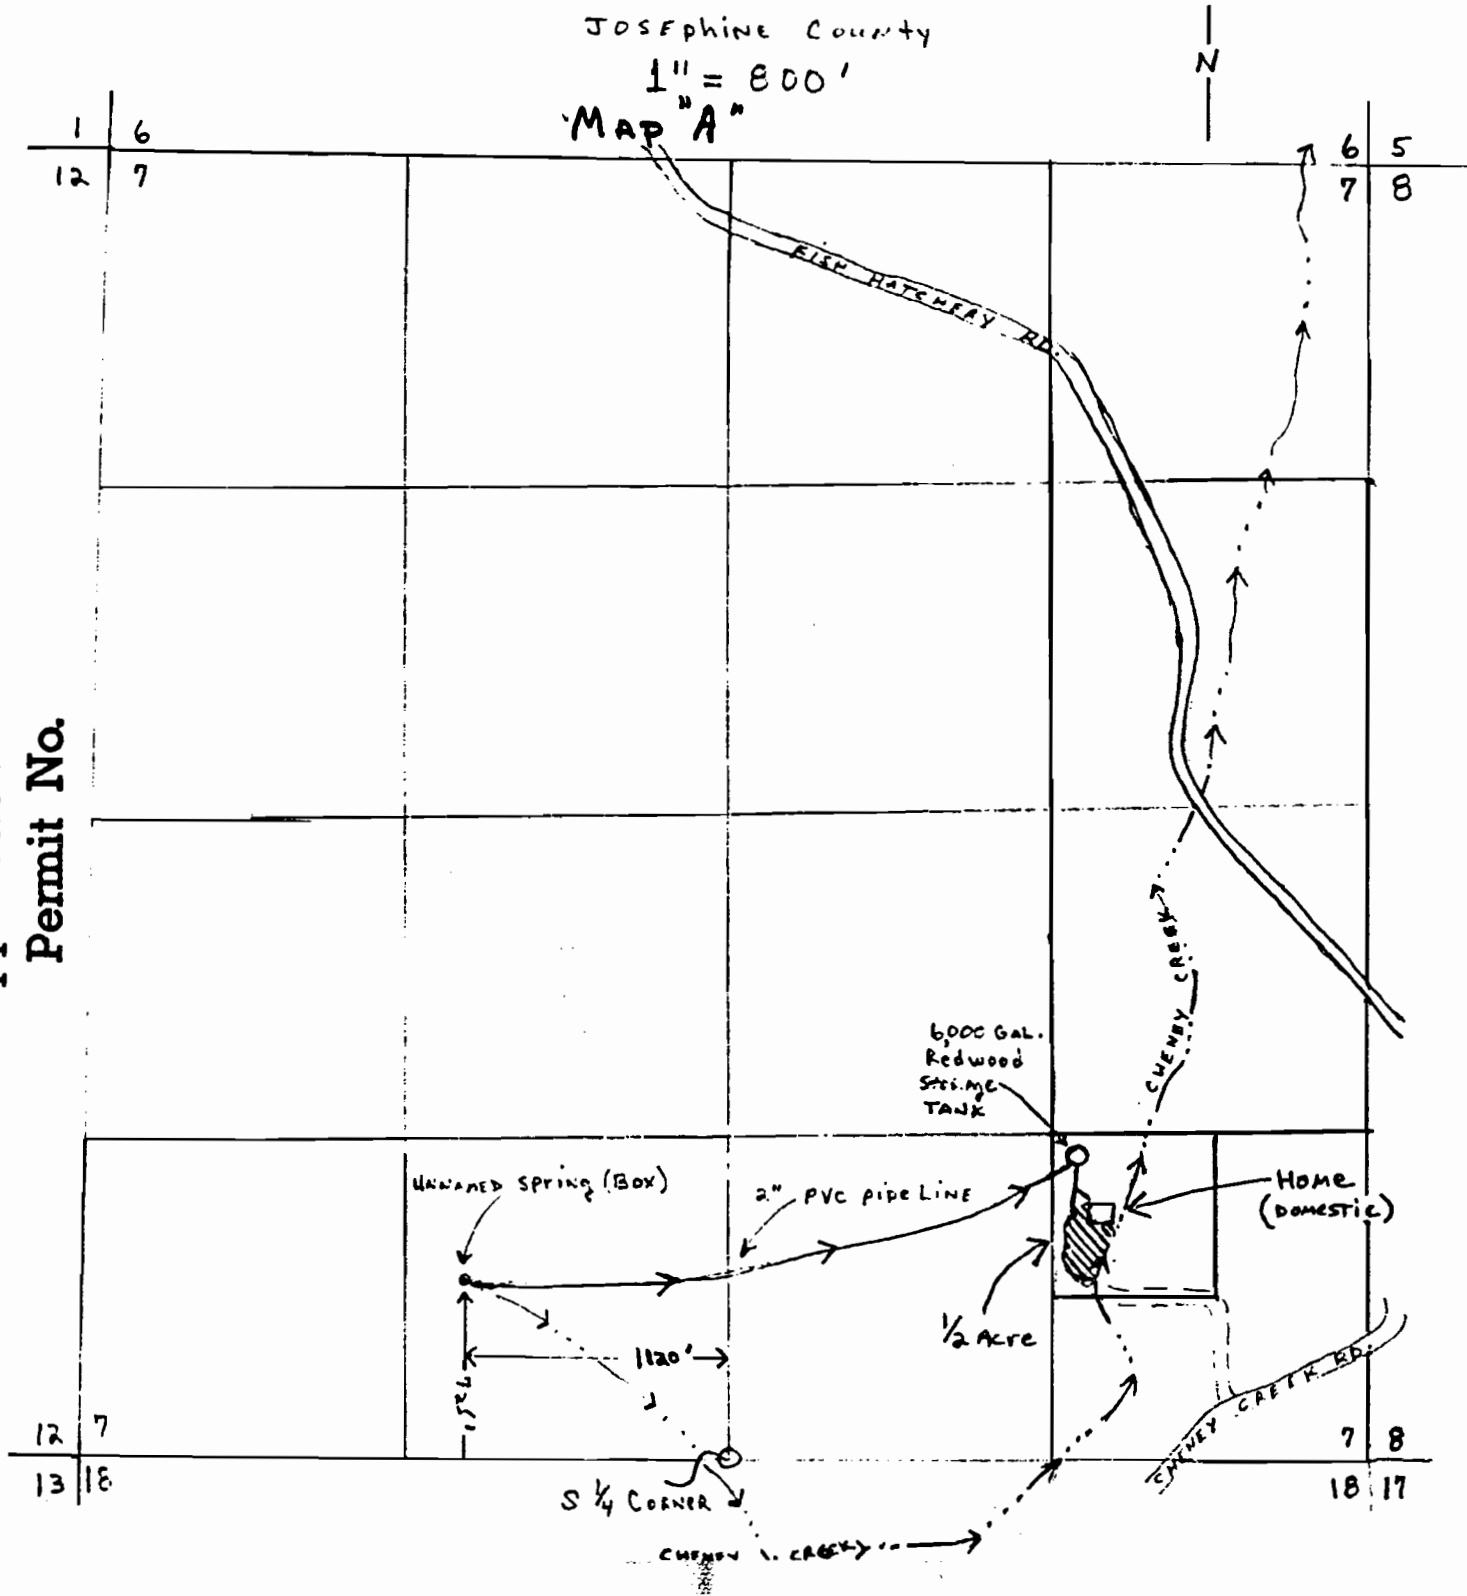 JOSEphine County
1" = 800'
MAP "A"
N
1 6
12 7
6 5
7 8
FISH HATCHERY RD.
Permit No.
CHENEY CREEK
6,000 GAL.
Redwood
TANK
UNNAMED Spring (BOX)
2" PVC pipe LINE
HOME
(DOMESTIC)
1/2 Acre
1120'
CHENEY CREEK RD.
12 7
13 18
7 8
18 17
S 1/4 CORNER
CREEK